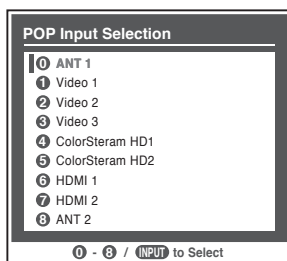 POP Input Selection
0 ANT 1
1 Video 1
2 Video 2
3 Video 3
4 ColorSteram HD1
5 ColorSteram HD2
6 HDMI 1
7 HDMI 2
8 ANT 2
0 - 8 / INPUT to Select